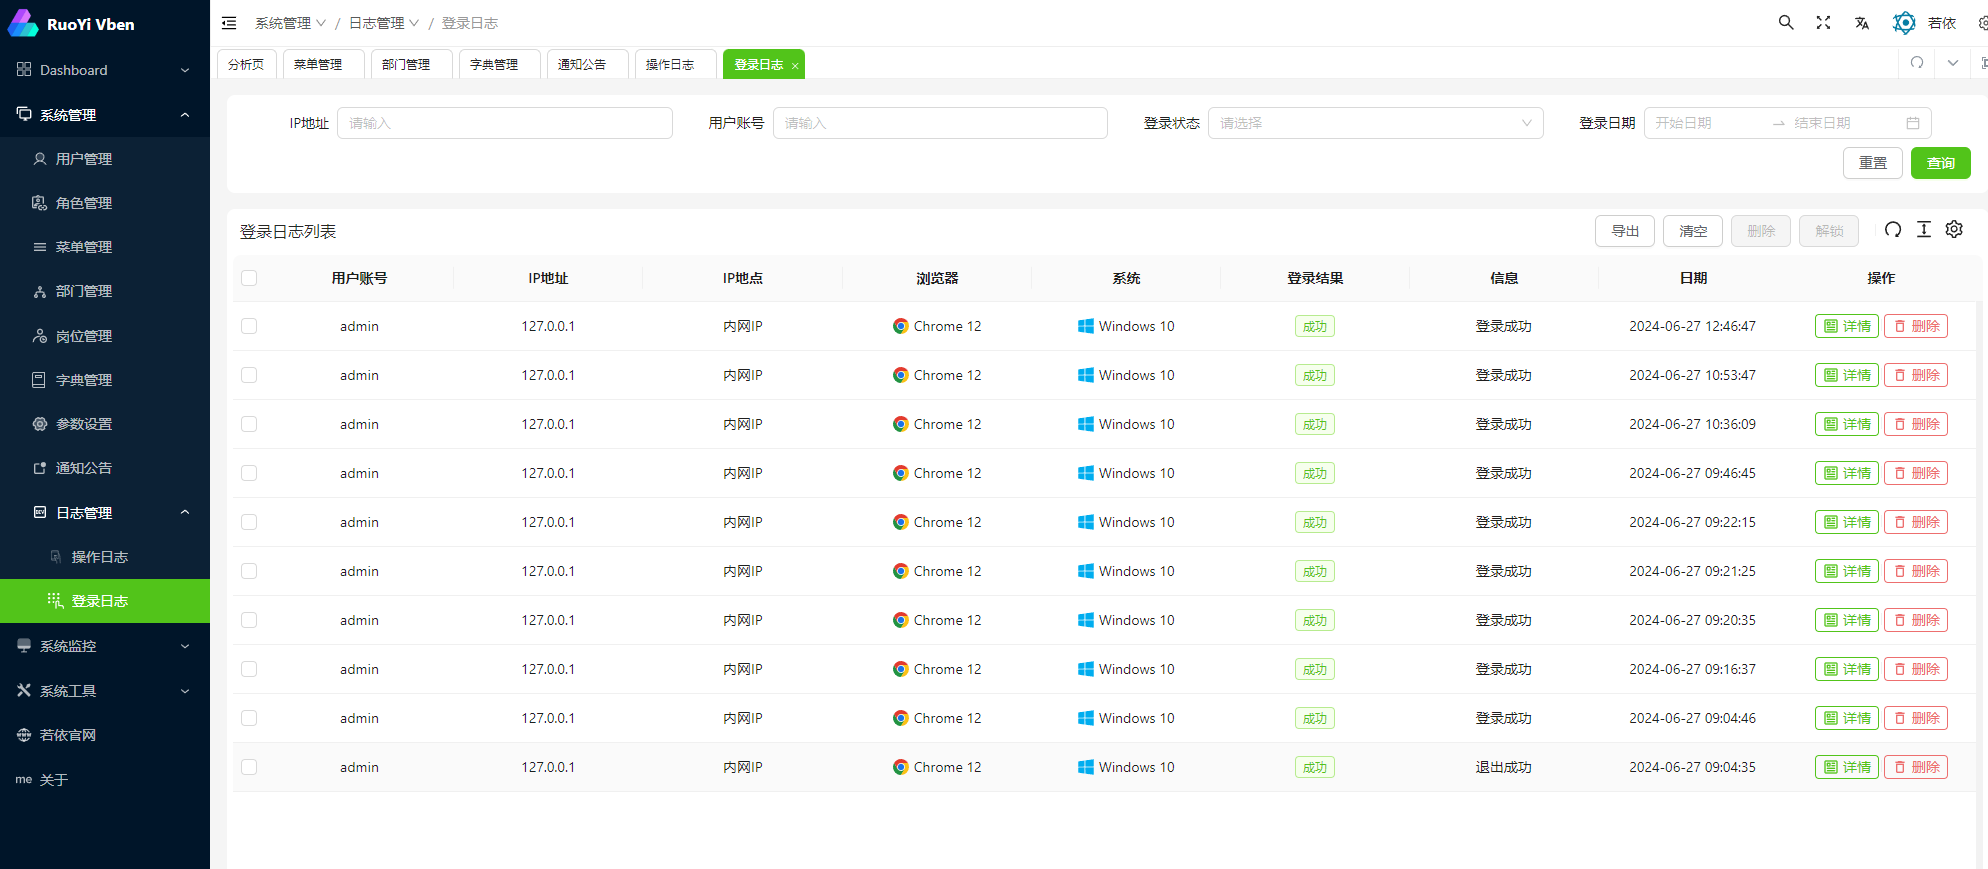 RuoYi Vben
Dashboard
系统管理
用户管理
角色管理
菜单管理
部门管理
岗位管理
字典管理
参数设置
通知公告
日志管理
操作日志
登录日志
系统监控
系统工具
若依官网
me 关于
系统管理 / 日志管理 / 登录日志
若依
分析页 菜单管理 部门管理 字典管理 通知公告 操作日志 登录日志 ×
IP地址 请输入 用户账号 请输入 登录状态 请选择 登录日期 开始日期 → 结束日期
重置 查询
登录日志列表 导出 清空 删除 解锁
用户账号 IP地址 IP地点 浏览器 系统 登录结果 信息 日期 操作
admin 127.0.0.1 内网IP Chrome 12 Windows 10 成功 登录成功 2024-06-27 12:46:47 详情 删除
admin 127.0.0.1 内网IP Chrome 12 Windows 10 成功 登录成功 2024-06-27 10:53:47 详情 删除
admin 127.0.0.1 内网IP Chrome 12 Windows 10 成功 登录成功 2024-06-27 10:36:09 详情 删除
admin 127.0.0.1 内网IP Chrome 12 Windows 10 成功 登录成功 2024-06-27 09:46:45 详情 删除
admin 127.0.0.1 内网IP Chrome 12 Windows 10 成功 登录成功 2024-06-27 09:22:15 详情 删除
admin 127.0.0.1 内网IP Chrome 12 Windows 10 成功 登录成功 2024-06-27 09:21:25 详情 删除
admin 127.0.0.1 内网IP Chrome 12 Windows 10 成功 登录成功 2024-06-27 09:20:35 详情 删除
admin 127.0.0.1 内网IP Chrome 12 Windows 10 成功 登录成功 2024-06-27 09:16:37 详情 删除
admin 127.0.0.1 内网IP Chrome 12 Windows 10 成功 登录成功 2024-06-27 09:04:46 详情 删除
admin 127.0.0.1 内网IP Chrome 12 Windows 10 成功 退出成功 2024-06-27 09:04:35 详情 删除